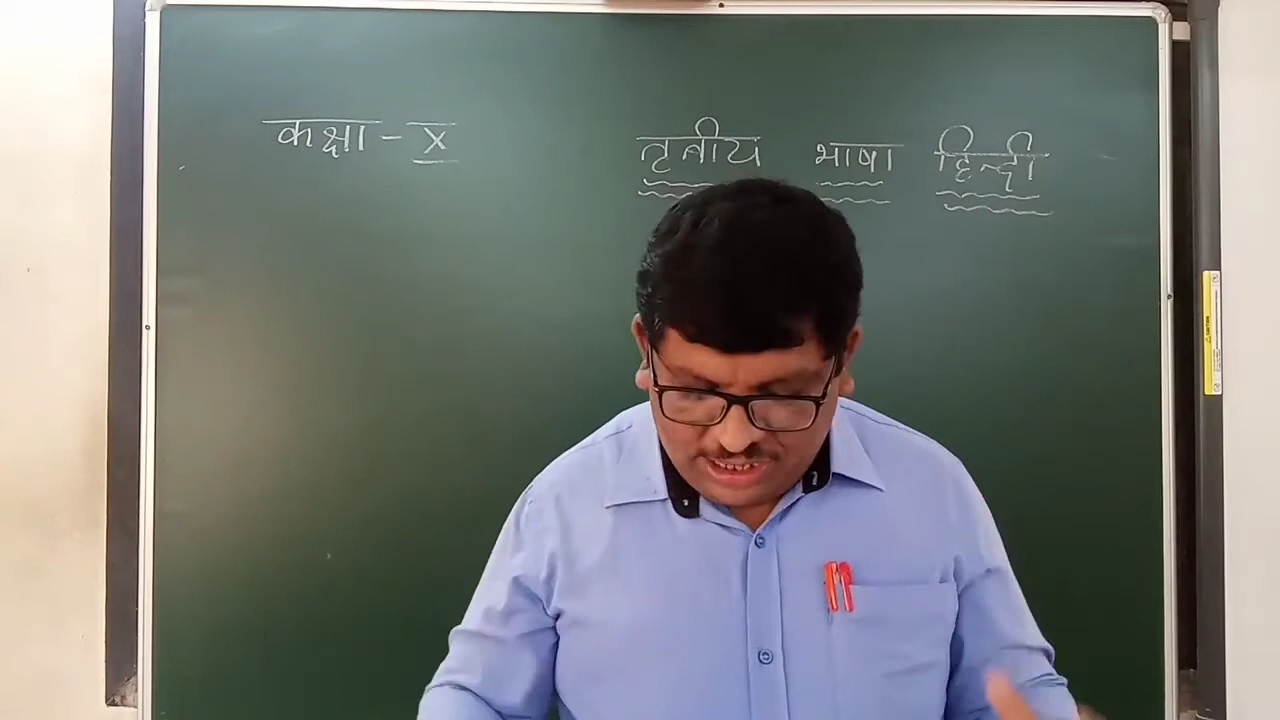 कक्षा - X
तृतीय भाषा हिन्दी